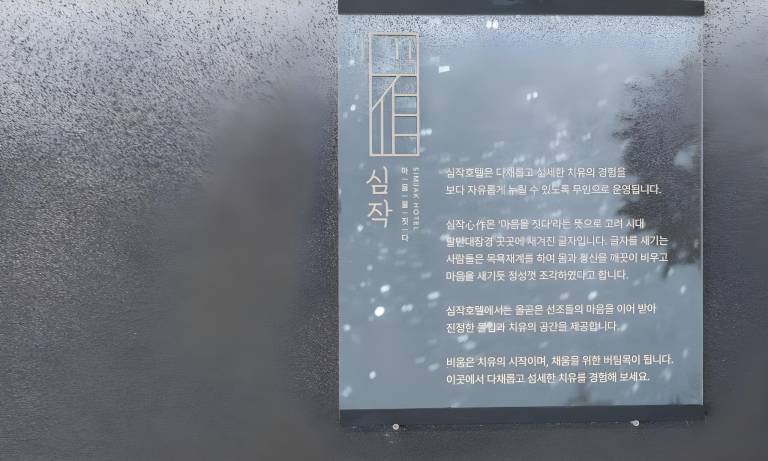 심작
마음을 짓다
SIMJAK HOTEL
심작호텔은 다채롭고 섬세한 치유의 경험을
보다 자유롭게 누릴 수 있도록 무인으로 운영됩니다.
심작心作은 '마음을 짓다'라는 뜻으로 고려 시대
팔만대장경 곳곳에 새겨진 글자입니다. 글자를 새기는
사람들은 목욕재계를 하여 몸과 정신을 깨끗이 비우고
마음을 새기듯 정성껏 조각하였다고 합니다.
심작호텔에서는 올곧은 선조들의 마음을 이어 받아
진정한 몰입과 치유의 공간을 제공합니다.
비움은 치유의 시작이며, 채움을 위한 버팀목이 됩니다.
이곳에서 다채롭고 섬세한 치유를 경험해 보세요.